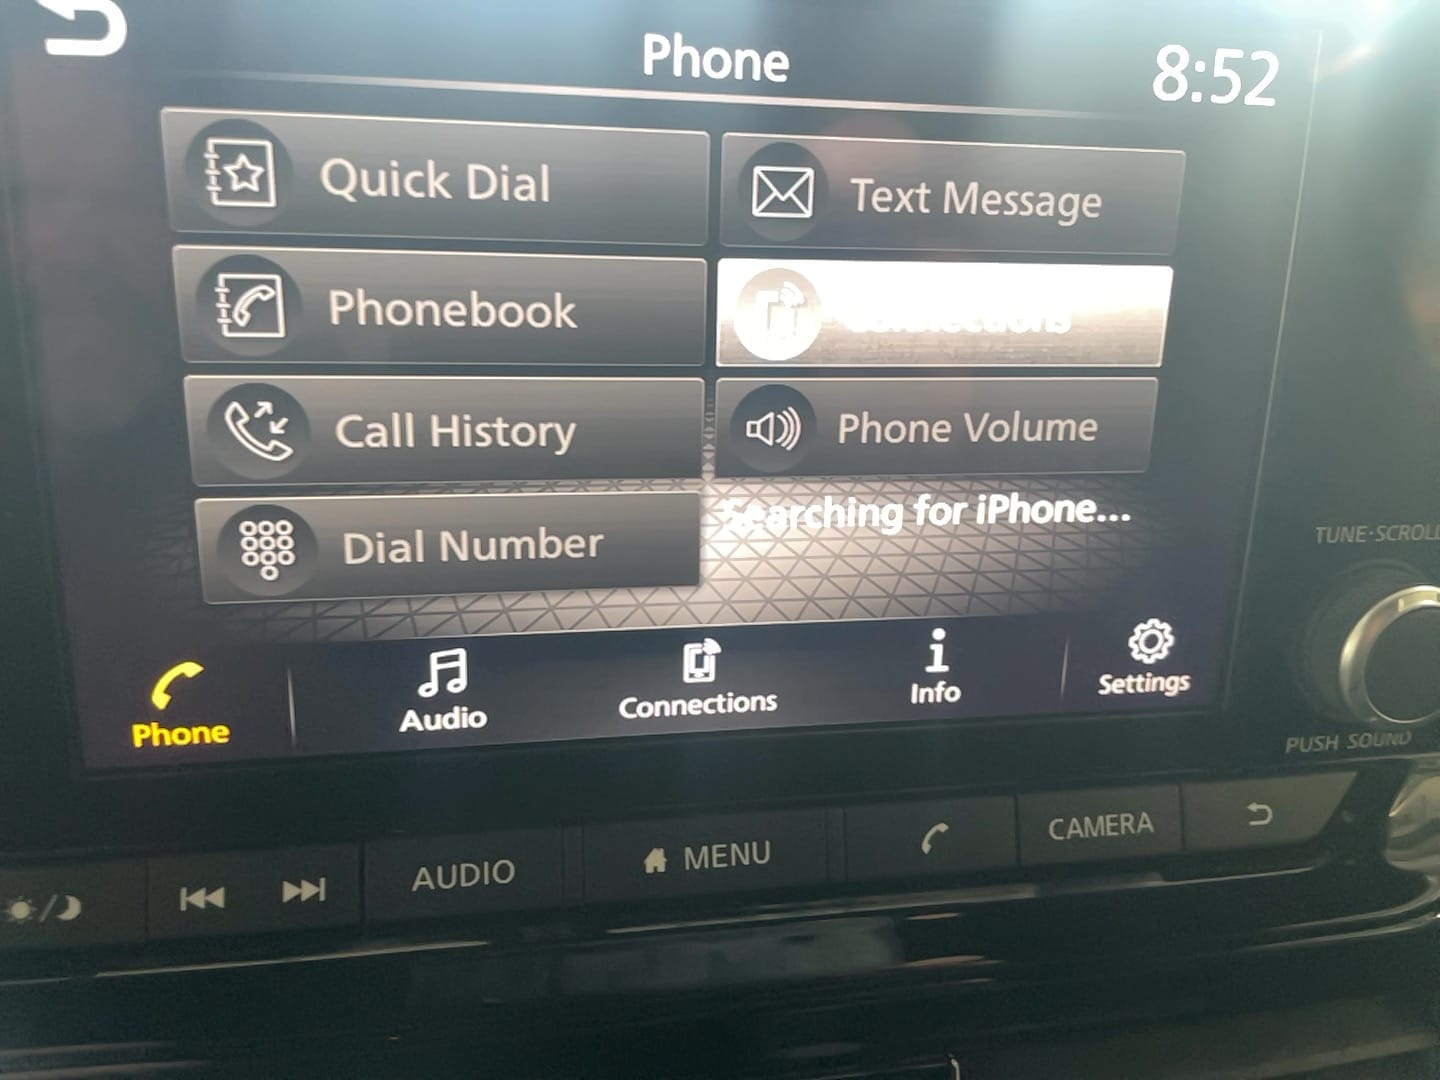 Phone
8:52
Quick Dial
Text Message
Phonebook
Connections
Call History
Phone Volume
Dial Number
Searching for iPhone...
Phone
Audio
Connections
Info
Settings
TUNE·SCROLL
PUSH SOUND
AUDIO
MENU
CAMERA